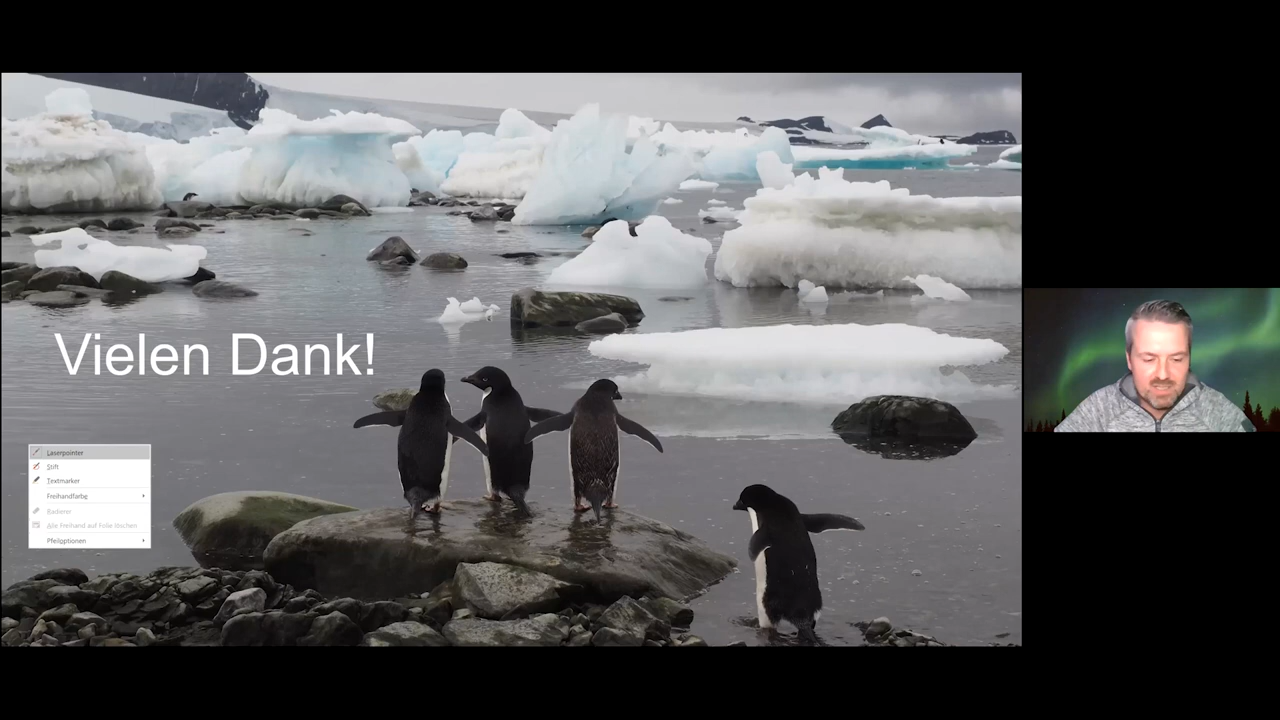 Vielen Dank!
Laserpointer
Stift
Textmarker
Freihandfarbe
Radierer
Alle Freihand auf Folie löschen
Pfeiloptionen